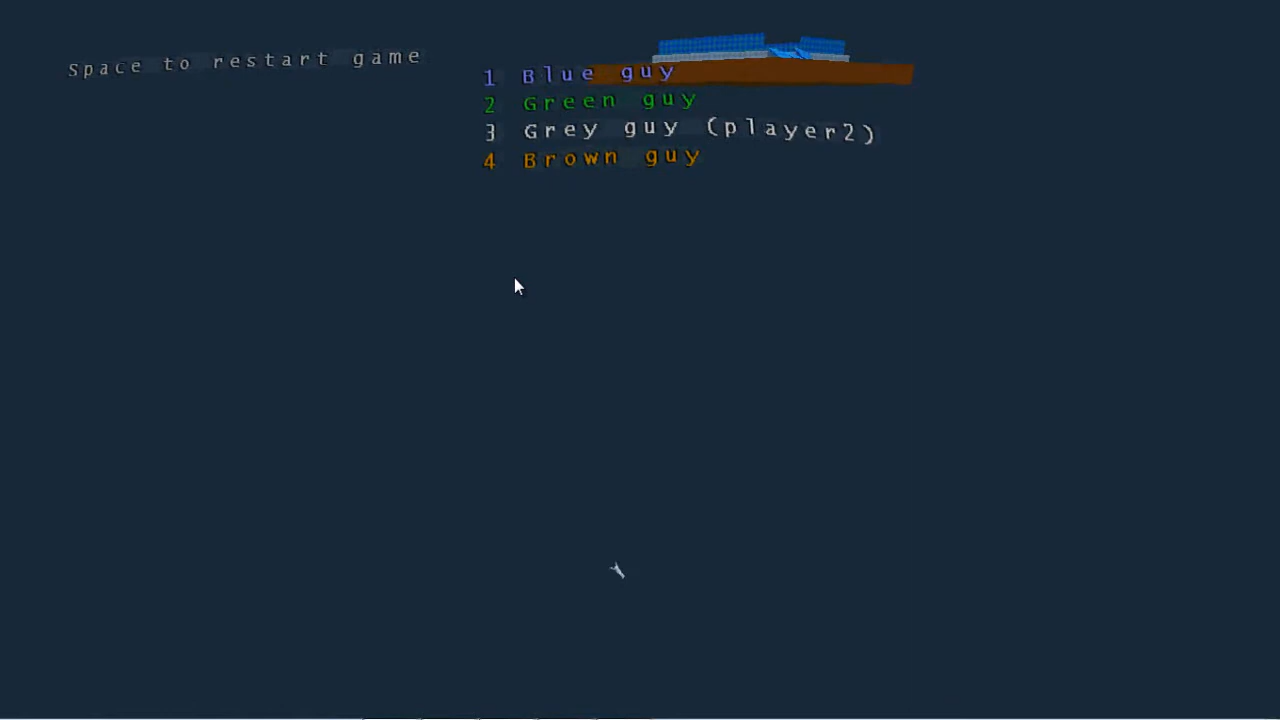 Space to restart game
1 Blue guy
2 Green guy
3 Grey guy (player2)
4 Brown guy